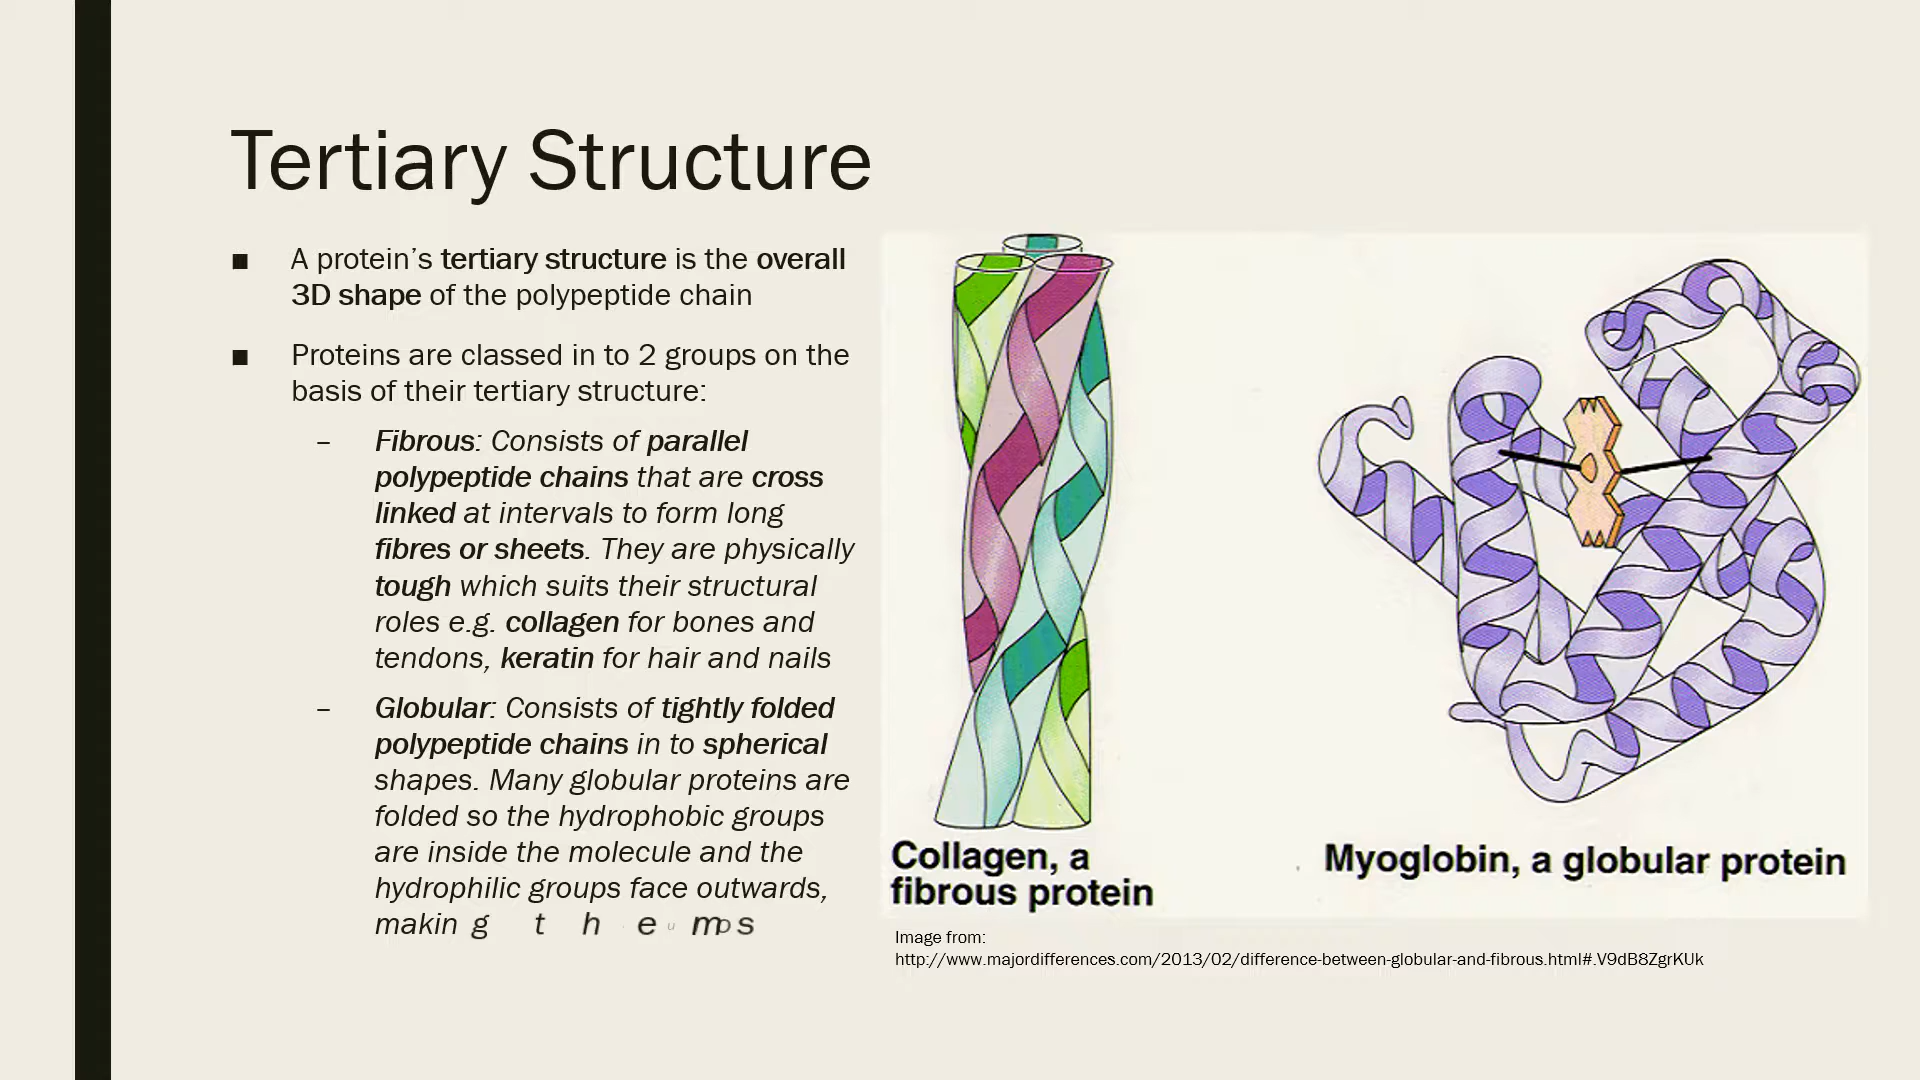 Tertiary Structure
■ A protein’s tertiary structure is the overall
3D shape of the polypeptide chain
■ Proteins are classed in to 2 groups on the
basis of their tertiary structure:
– Fibrous: Consists of parallel
polypeptide chains that are cross
linked at intervals to form long
fibres or sheets. They are physically
tough which suits their structural
roles e.g. collagen for bones and
tendons, keratin for hair and nails
– Globular: Consists of tightly folded
polypeptide chains in to spherical
shapes. Many globular proteins are
folded so the hydrophobic groups
are inside the molecule and the
hydrophilic groups face outwards,
making them
Collagen, a
fibrous protein
Myoglobin, a globular protein
Image from:
http://www.majordifferences.com/2013/02/difference-between-globular-and-fibrous.html#.V9dB8ZgrKUk